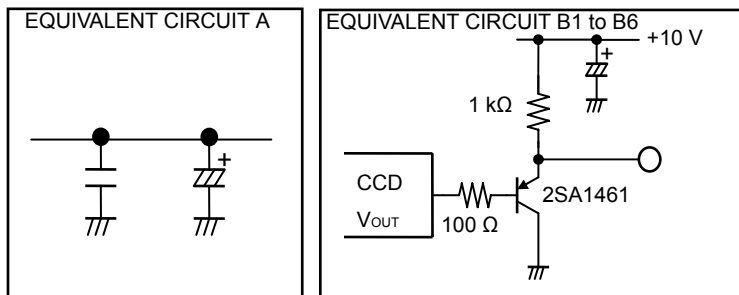 EQUIVALENT CIRCUIT A
+
EQUIVALENT CIRCUIT B1 to B6
+10 V
+
1 kΩ
CCD
VOUT
100 Ω
2SA1461